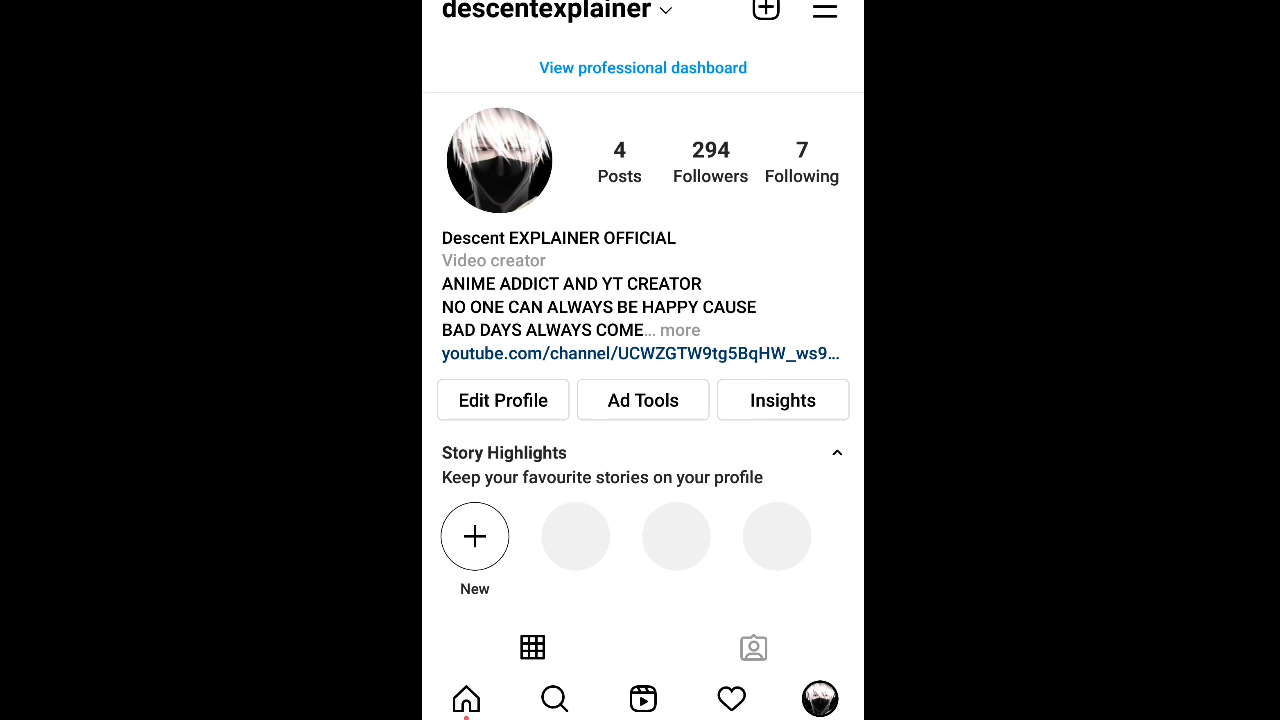 descentexplainer
View professional dashboard
4 294 7
Posts Followers Following
Descent EXPLAINER OFFICIAL
Video creator
ANIME ADDICT AND YT CREATOR
NO ONE CAN ALWAYS BE HAPPY CAUSE
BAD DAYS ALWAYS COME... more
youtube.com/channel/UCWZGTW9tg5BqHW_ws9...
Edit Profile Ad Tools Insights
Story Highlights
Keep your favourite stories on your profile
New